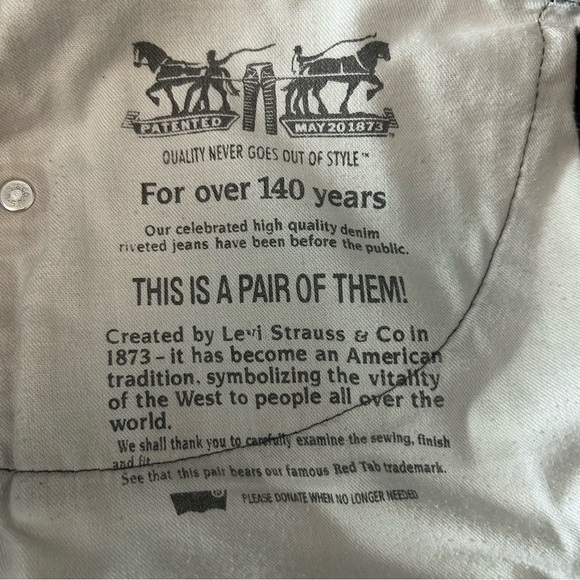 PATENTED MAY 20 1873 ™
QUALITY NEVER GOES OUT OF STYLE ™
For over 140 years
Our celebrated high quality denim
riveted jeans have been before the public.
THIS IS A PAIR OF THEM!
Created by Levi Strauss & Co in
1873 – it has become an American
tradition. symbolizing the vitality
of the West to people all over the
world.
We shall thank you to carefully examine the sewing, finish
and fit.
See that this pair bears our famous Red Tab trademark.
® PLEASE DONATE WHEN NO LONGER NEEDED